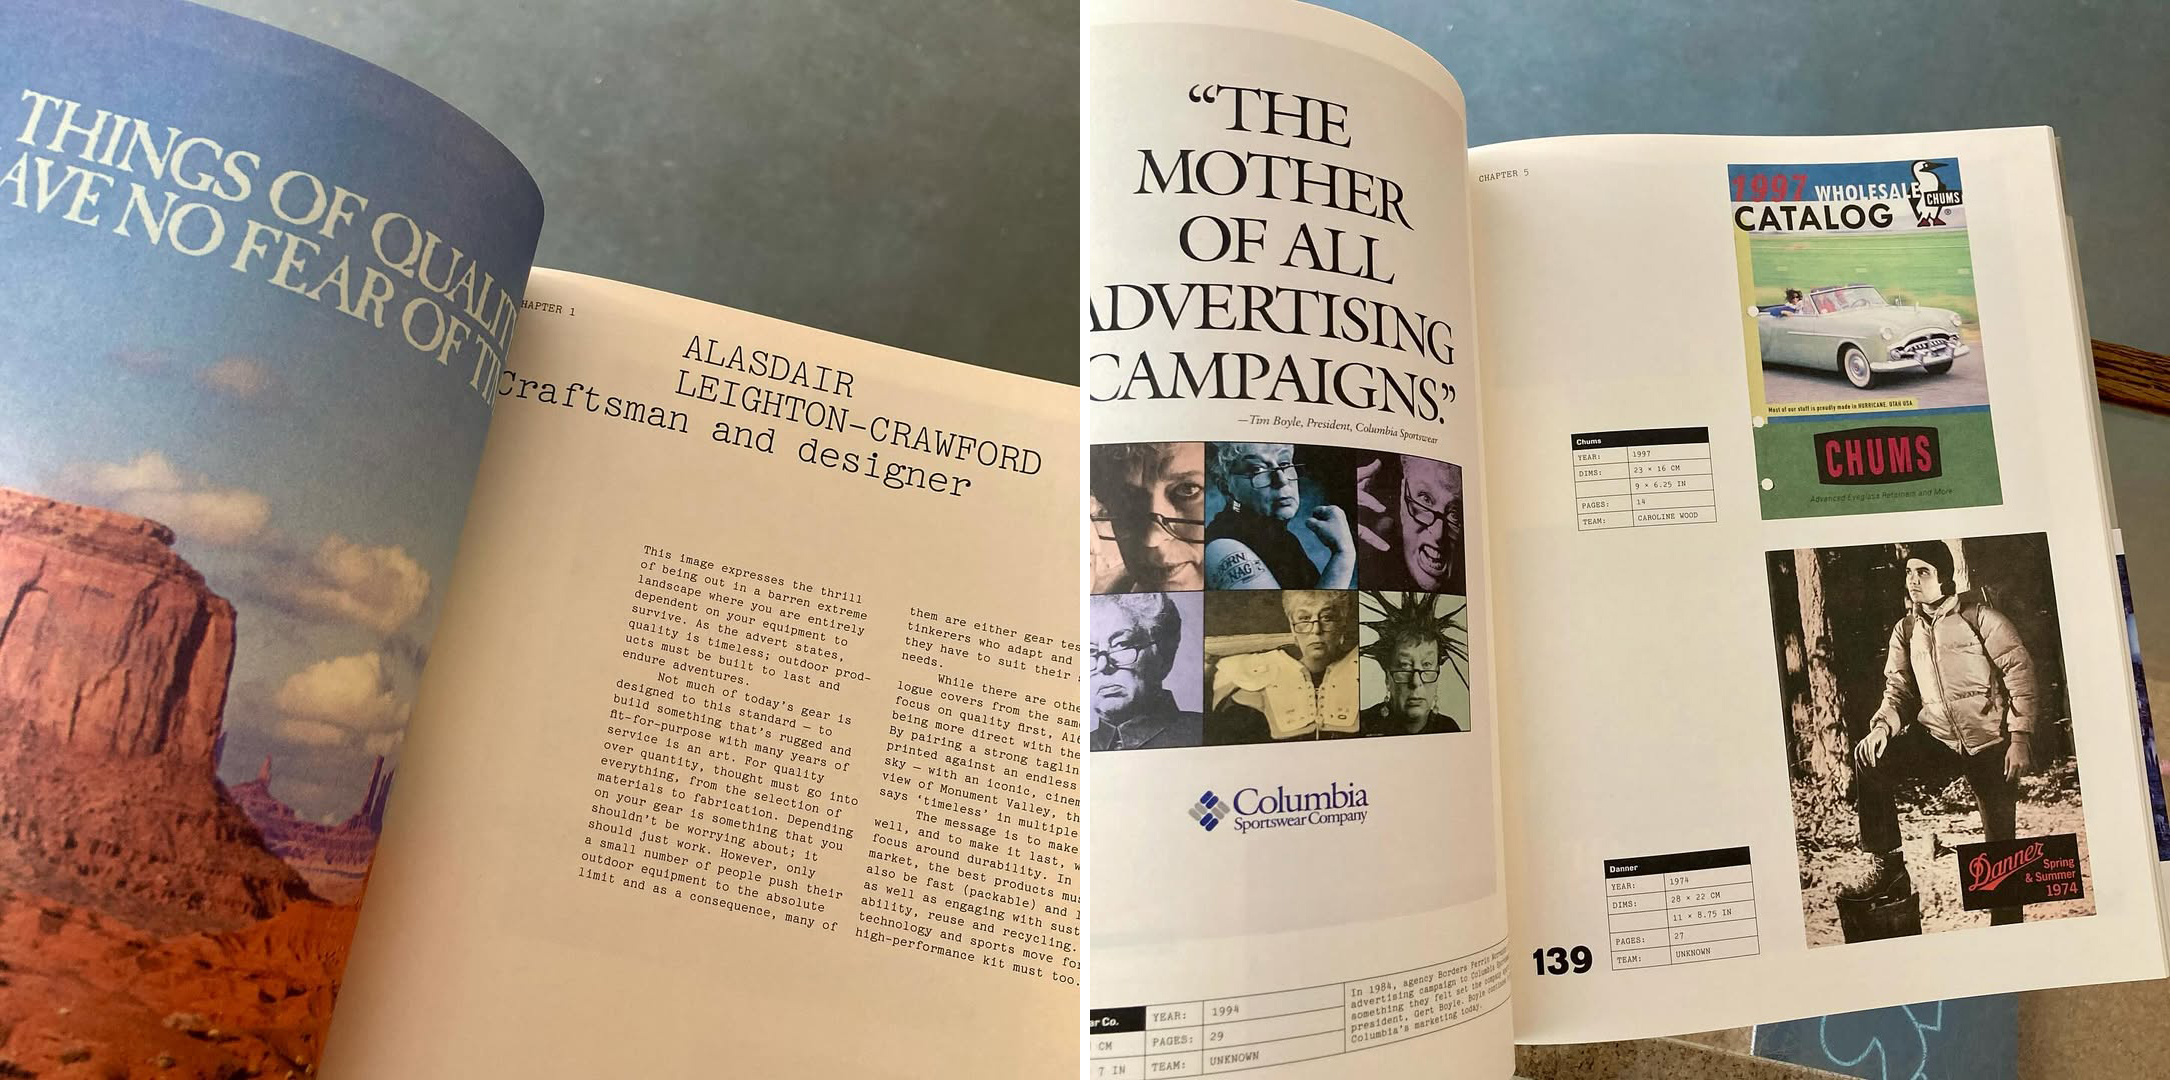 THINGS OF QUALIT
AVE NO FEAR OF TI
HAPTER 1
ALASDAIR
LEIGHTON-CRAWFORD
Craftsman and designer
This image expresses the thrill
of being out in a barren extreme
landscape where you are entirely
dependent on your equipment to
survive. As the advert states,
quality is timeless; outdoor prod-
ucts must be built to last and
endure adventures.
Not much of today's gear is
designed to this standard — to
build something that's rugged and
fit-for-purpose with many years of
service is an art. For quality
over quantity, thought must go into
everything, from the selection of
materials to fabrication. Depending
on your gear is something that you
shouldn't be worrying about; it
should just work. However, only
a small number of people push their
outdoor equipment to the absolute
limit and as a consequence, many of
them are either gear tes
tinkerers who adapt and
they have to suit their
needs.
While there are othe
logue covers from the same
focus on quality first, A16
being more direct with the
By pairing a strong taglin
printed against an endless
sky — with an iconic, cinem
view of Monument Valley, th
says 'timeless' in multiple
The message is to make
well, and to make it last, w
focus around durability. In
market, the best products mus
also be fast (packable) and l
as well as engaging with sust
ability, reuse and recycling.
technology and sports move for
high-performance kit must too.
“THE
MOTHER
OF ALL
ADVERTISING
CAMPAIGNS.”
—Tim Boyle, President, Columbia Sportswear
BORN
NAG
Columbia
Sportswear Company
ar Co.
CM
7 IN
YEAR: 1994
PAGES: 29
TEAM: UNKNOWN
In 1984, agency Borders Perrin
advertising campaign to Columbia
something they felt set the company
president, Gert Boyle. Boyle
Columbia's marketing today.
CHAPTER 5
1997 WHOLESALE
CATALOG
CHUMS
®
Most of our stuff is proudly made in HURRICANE, UTAH USA
CHUMS
Advanced Eyeglass Retainers and More
Chums
YEAR: 1997
DIMS: 23 × 16 CM
9 × 6.25 IN
PAGES: 14
TEAM: CAROLINE WOOD
Danner
Spring
& Summer
1974
Danner
YEAR: 1974
DIMS: 28 × 22 CM
11 × 8.75 IN
PAGES: 27
TEAM: UNKNOWN
139